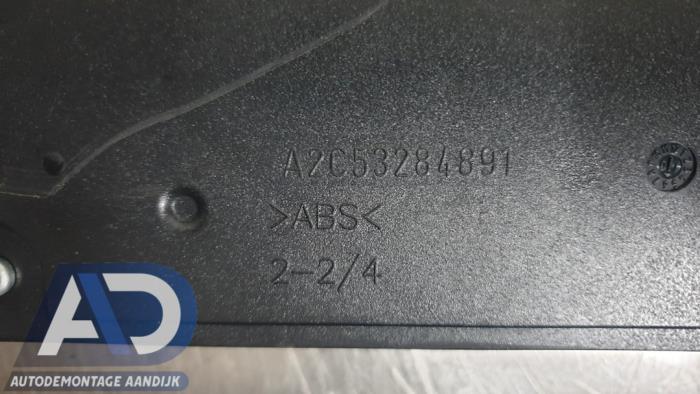 A2C53284891
>ABS<
2-2/4
AD
AUTODEMONTAGE AANDIJK